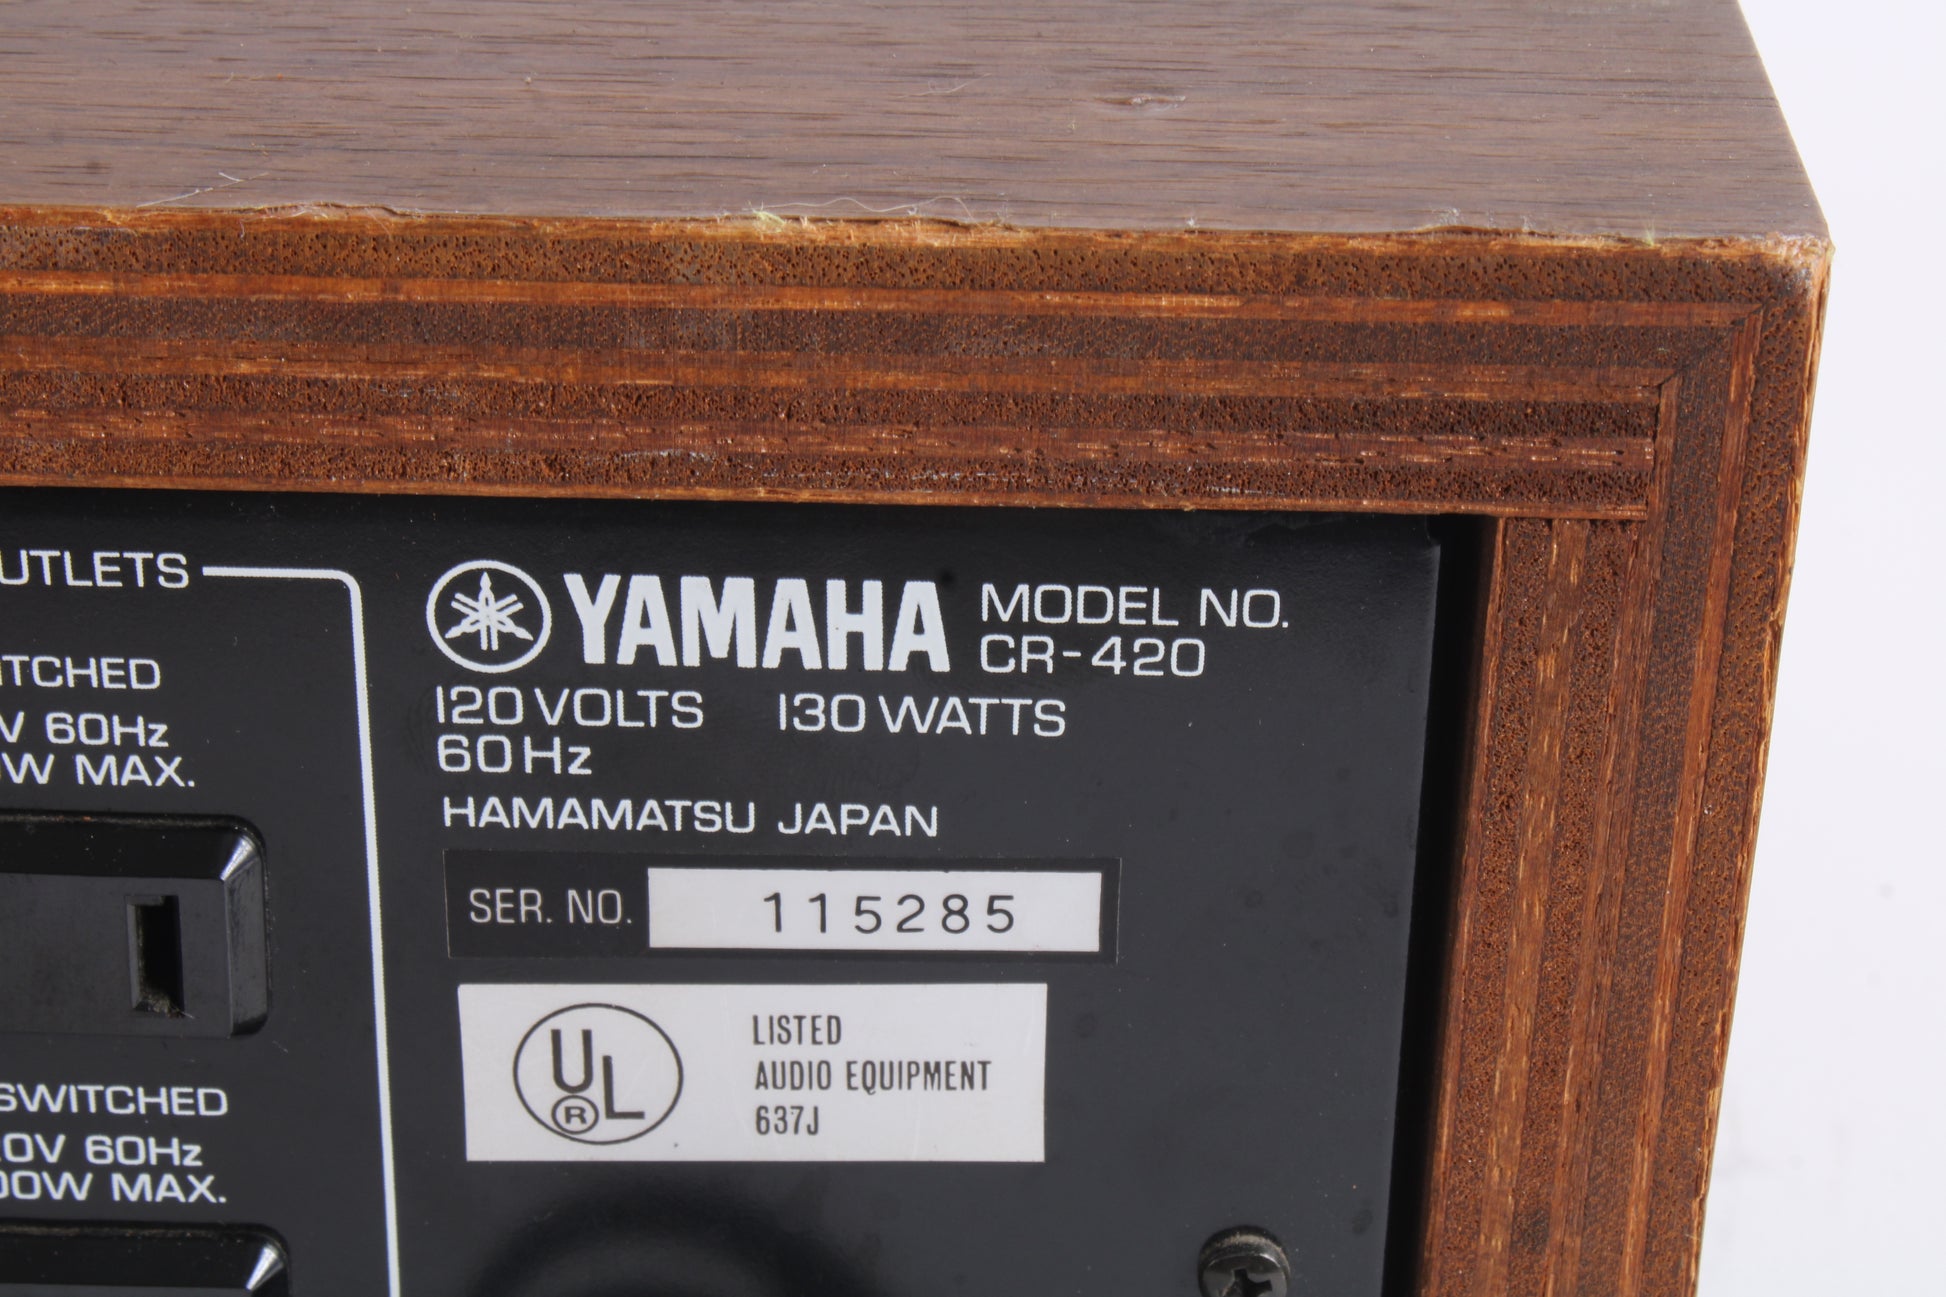 YAMAHA MODEL NO.
CR-420
120 VOLTS 130 WATTS
60 Hz
HAMAMATSU JAPAN
SER. NO. 115285
UL
®
LISTED
AUDIO EQUIPMENT
637J
UTLETS
ITCHED
V 60Hz
W MAX.
SWITCHED
0V 60Hz
00W MAX.